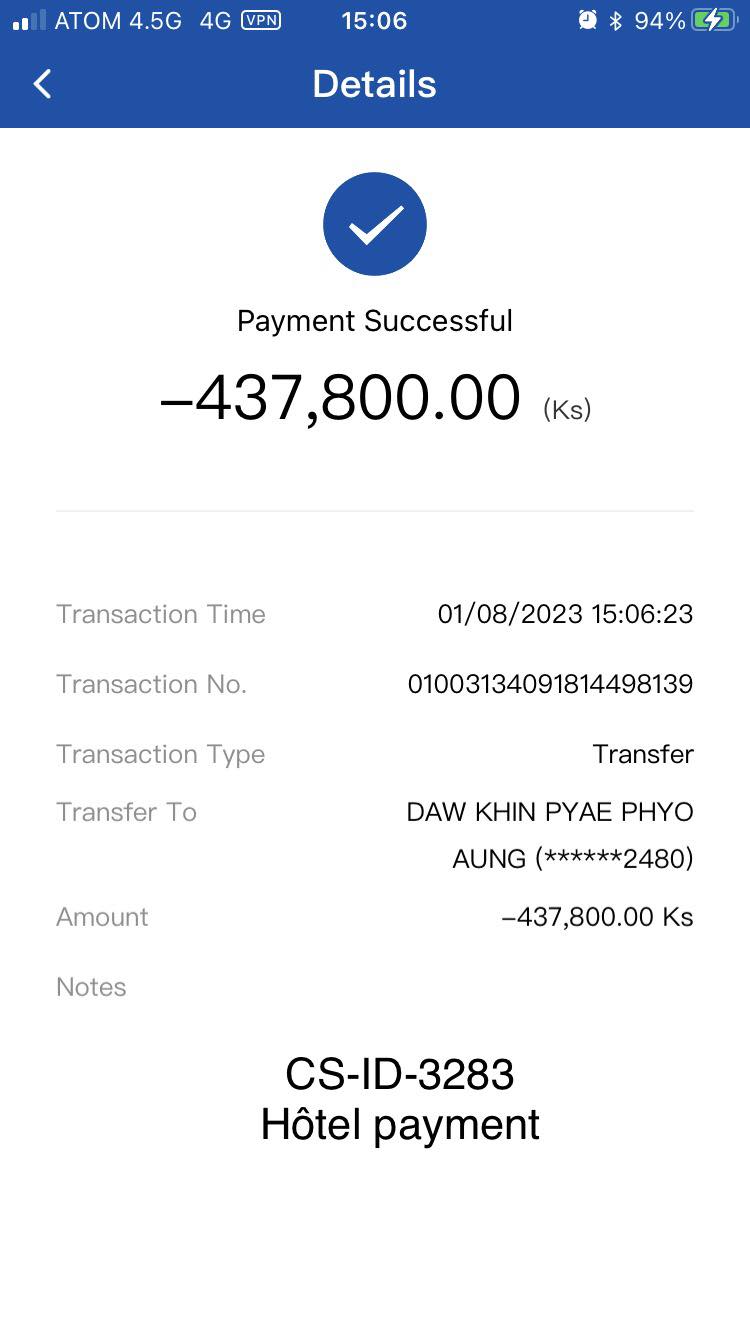 ATOM 4.5G 4G VPN 15:06 94%
Details
Payment Successful
-437,800.00 (Ks)
Transaction Time 01/08/2023 15:06:23
Transaction No. 01003134091814498139
Transaction Type Transfer
Transfer To DAW KHIN PYAE PHYO
AUNG (******2480)
Amount -437,800.00 Ks
Notes
CS-ID-3283
Hôtel payment